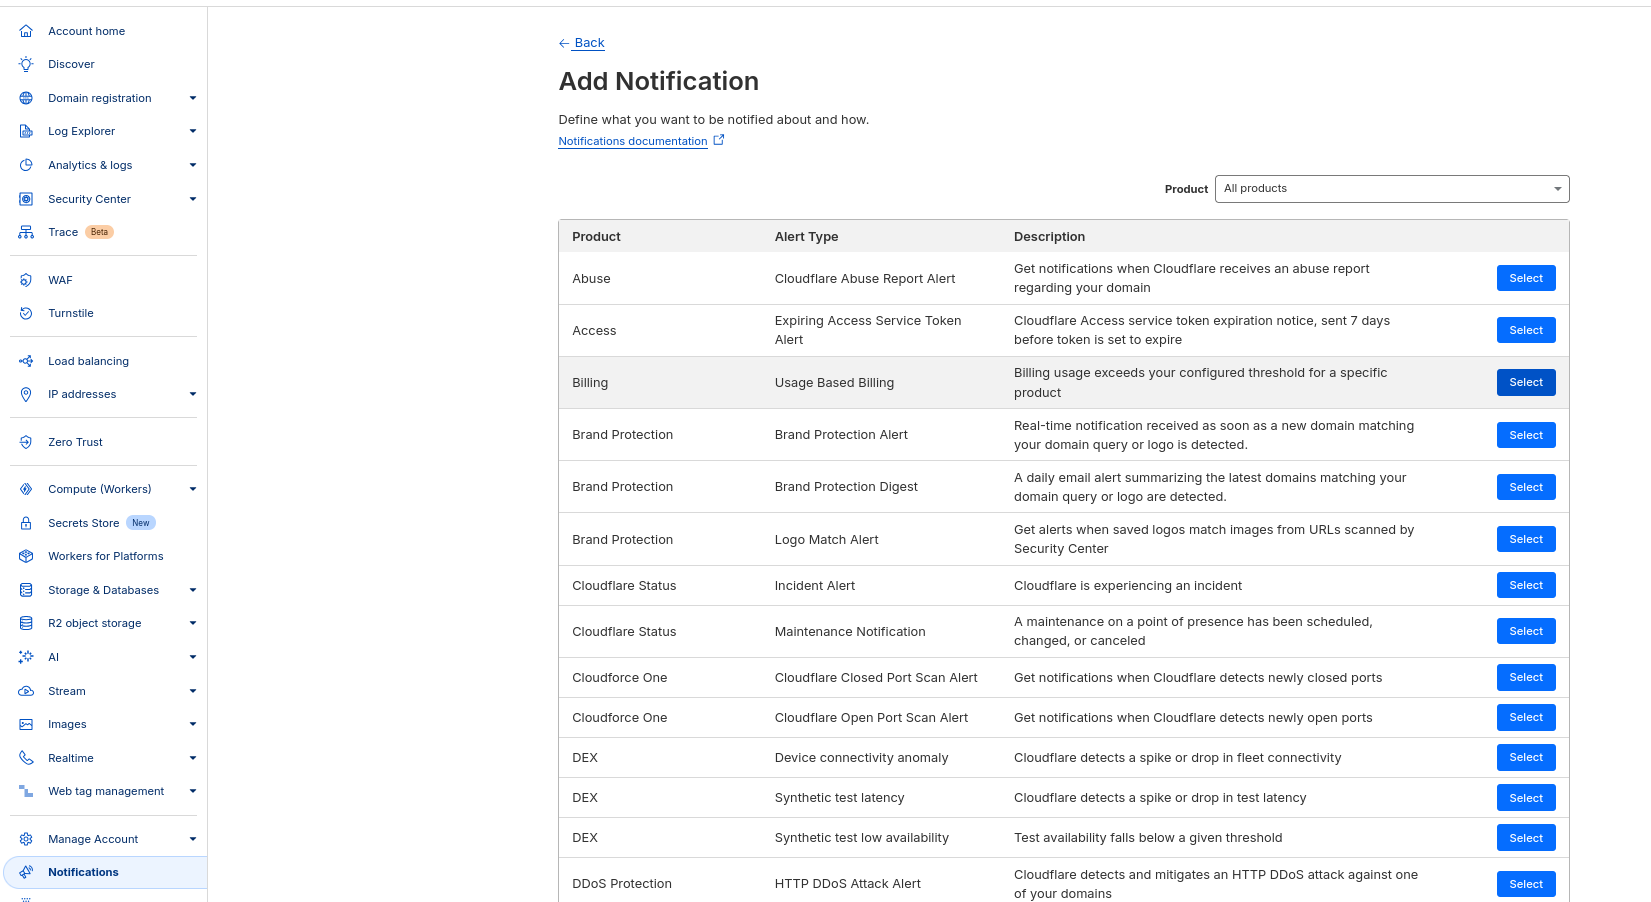 Account home
Discover
Domain registration
Log Explorer
Analytics & logs
Security Center
Trace Beta
WAF
Turnstile
Load balancing
IP addresses
Zero Trust
Compute (Workers)
Secrets Store New
Workers for Platforms
Storage & Databases
R2 object storage
AI
Stream
Images
Realtime
Web tag management
Manage Account
Notifications
Back
Add Notification
Define what you want to be notified about and how.
Notifications documentation
Product All products
Product Alert Type Description
Abuse Cloudflare Abuse Report Alert Get notifications when Cloudflare receives an abuse report
regarding your domain Select
Access Expiring Access Service Token
Alert Cloudflare Access service token expiration notice, sent 7 days
before token is set to expire Select
Billing Usage Based Billing Billing usage exceeds your configured threshold for a specific
product Select
Brand Protection Brand Protection Alert Real-time notification received as soon as a new domain matching
your domain query or logo is detected. Select
Brand Protection Brand Protection Digest A daily email alert summarizing the latest domains matching your
domain query or logo are detected. Select
Brand Protection Logo Match Alert Get alerts when saved logos match images from URLs scanned by
Security Center Select
Cloudflare Status Incident Alert Cloudflare is experiencing an incident Select
Cloudflare Status Maintenance Notification A maintenance on a point of presence has been scheduled,
changed, or canceled Select
Cloudforce One Cloudflare Closed Port Scan Alert Get notifications when Cloudflare detects newly closed ports Select
Cloudforce One Cloudflare Open Port Scan Alert Get notifications when Cloudflare detects newly open ports Select
DEX Device connectivity anomaly Cloudflare detects a spike or drop in fleet connectivity Select
DEX Synthetic test latency Cloudflare detects a spike or drop in test latency Select
DEX Synthetic test low availability Test availability falls below a given threshold Select
DDoS Protection HTTP DDoS Attack Alert Cloudflare detects and mitigates an HTTP DDoS attack against one
of your domains Select